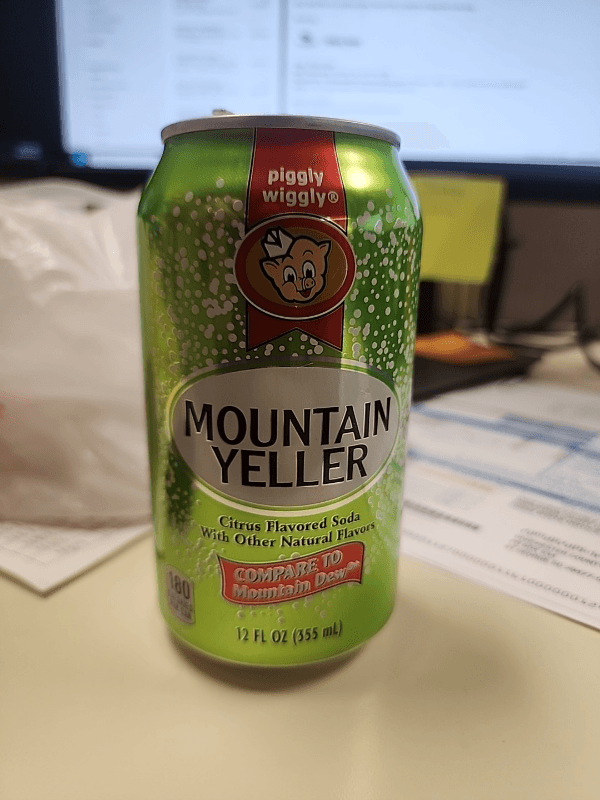 piggly
wiggly®
MOUNTAIN
YELLER
Citrus Flavored Soda
With Other Natural Flavors
COMPARE TO
Mountain Dew
180
12 FL OZ (355 mL)